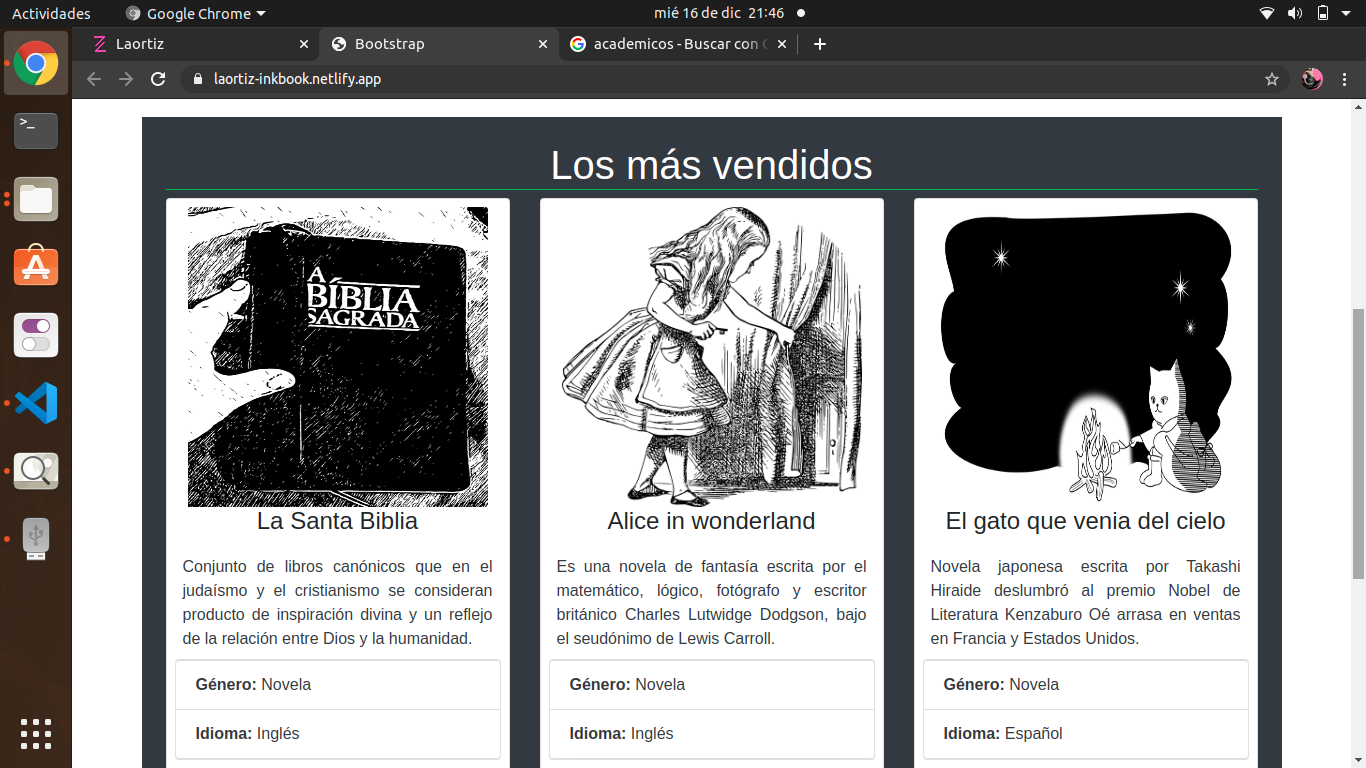 Actividades
Google Chrome
mié 16 de dic 21:46
Laortiz
Bootstrap
academicos - Buscar con
laortiz-inkbook.netlify.app
>_
Los más vendidos
A
BÍBLIA
SAGRADA
La Santa Biblia
Conjunto de libros canónicos que en el
judaísmo y el cristianismo se consideran
producto de inspiración divina y un reflejo
de la relación entre Dios y la humanidad.
Género: Novela
Idioma: Inglés
Alice in wonderland
Es una novela de fantasía escrita por el
matemático, lógico, fotógrafo y escritor
británico Charles Lutwidge Dodgson, bajo
el seudónimo de Lewis Carroll.
Género: Novela
Idioma: Inglés
El gato que venia del cielo
Novela japonesa escrita por Takashi
Hiraide deslumbró al premio Nobel de
Literatura Kenzaburo Oé arrasa en ventas
en Francia y Estados Unidos.
Género: Novela
Idioma: Español